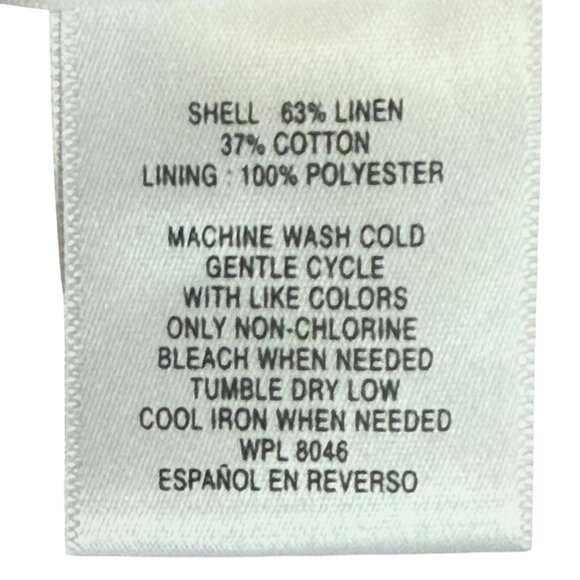 SHELL : 63% LINEN
37% COTTON
LINING : 100% POLYESTER
MACHINE WASH COLD
GENTLE CYCLE
WITH LIKE COLORS
ONLY NON-CHLORINE
BLEACH WHEN NEEDED
TUMBLE DRY LOW
COOL IRON WHEN NEEDED
WPL 8046
ESPAÑOL EN REVERSO